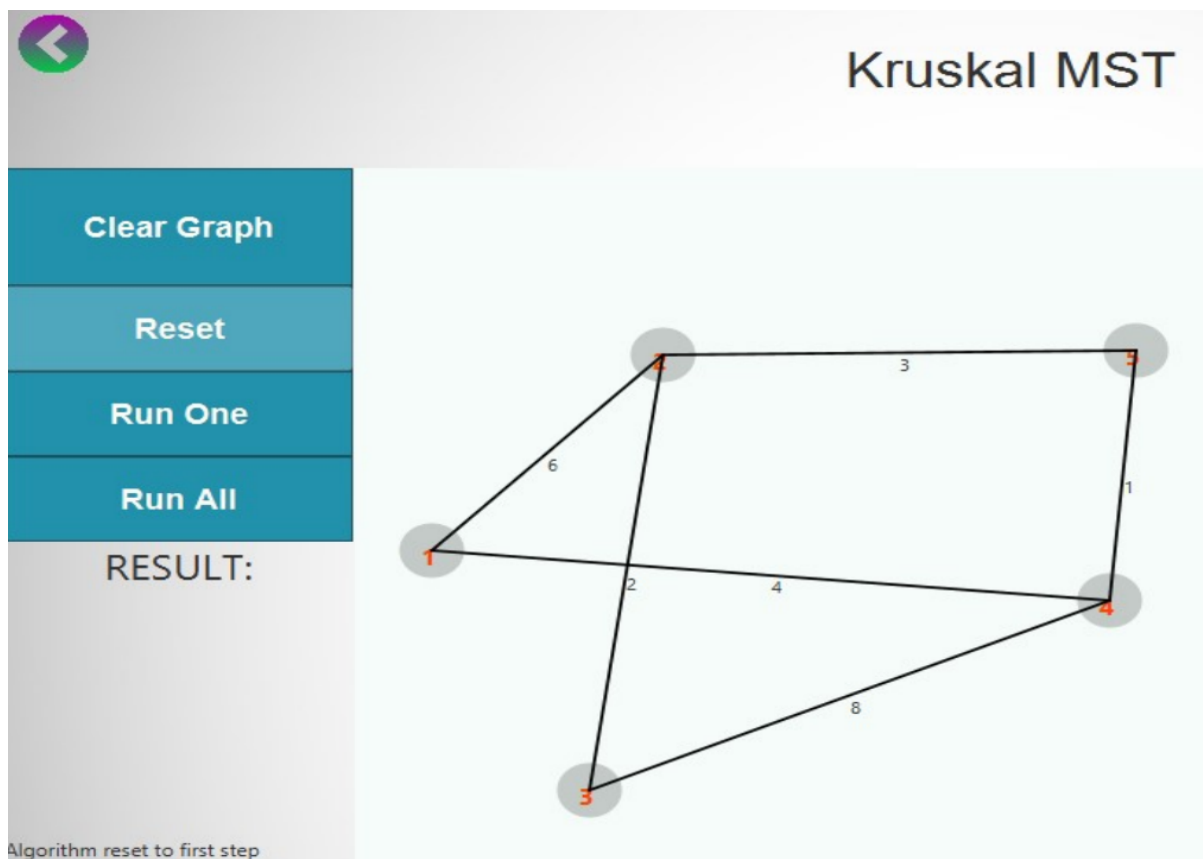 Kruskal MST
Clear Graph
Reset
Run One
Run All
RESULT:
Algorithm reset to first step
2
5
3
6
1
1
2
4
4
8
3